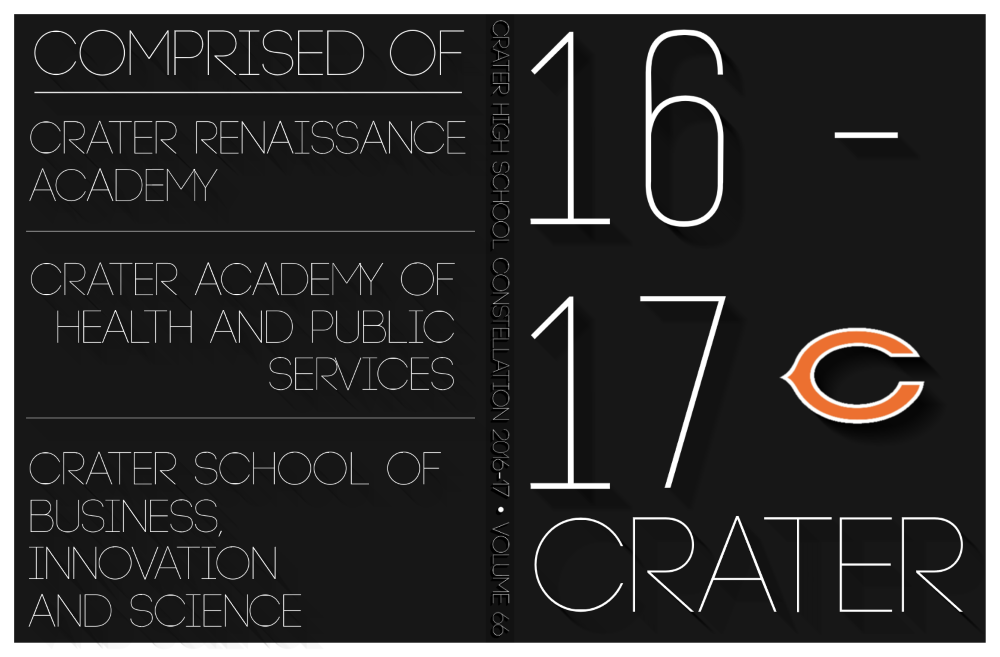 COMPRISED OF
CRATER RENAISSANCE
ACADEMY
CRATER ACADEMY OF
HEALTH AND PUBLIC
SERVICES
CRATER SCHOOL OF
BUSINESS,
INNOVATION
AND SCIENCE
CRATER HIGH SCHOOL CONSTELLATION 2016-17 • VOLUME 66
16 -
17 C
CRATER